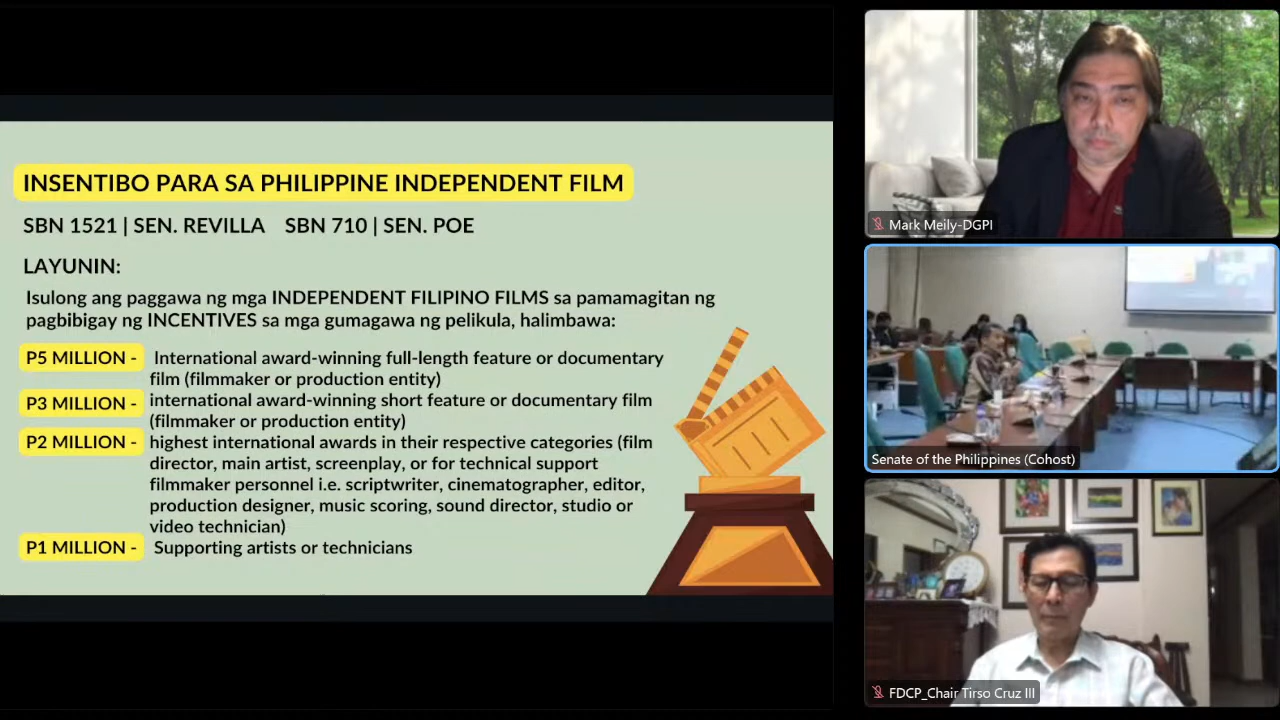 INSENTIBO PARA SA PHILIPPINE INDEPENDENT FILM
SBN 1521 | SEN. REVILLA SBN 710 | SEN. POE
LAYUNIN:
Isulong ang paggawa ng mga INDEPENDENT FILIPINO FILMS sa pamamagitan ng
pagbibigay ng INCENTIVES sa mga gumagawa ng pelikula, halimbawa:
P5 MILLION - International award-winning full-length feature or documentary
film (filmmaker or production entity)
P3 MILLION - international award-winning short feature or documentary film
(filmmaker or production entity)
P2 MILLION - highest international awards in their respective categories (film
director, main artist, screenplay, or for technical support
filmmaker personnel i.e. scriptwriter, cinematographer, editor,
production designer, music scoring, sound director, studio or
video technician)
P1 MILLION - Supporting artists or technicians
Mark Meily-DGPI
Senate of the Philippines (Cohost)
FDCP_Chair Tirso Cruz III